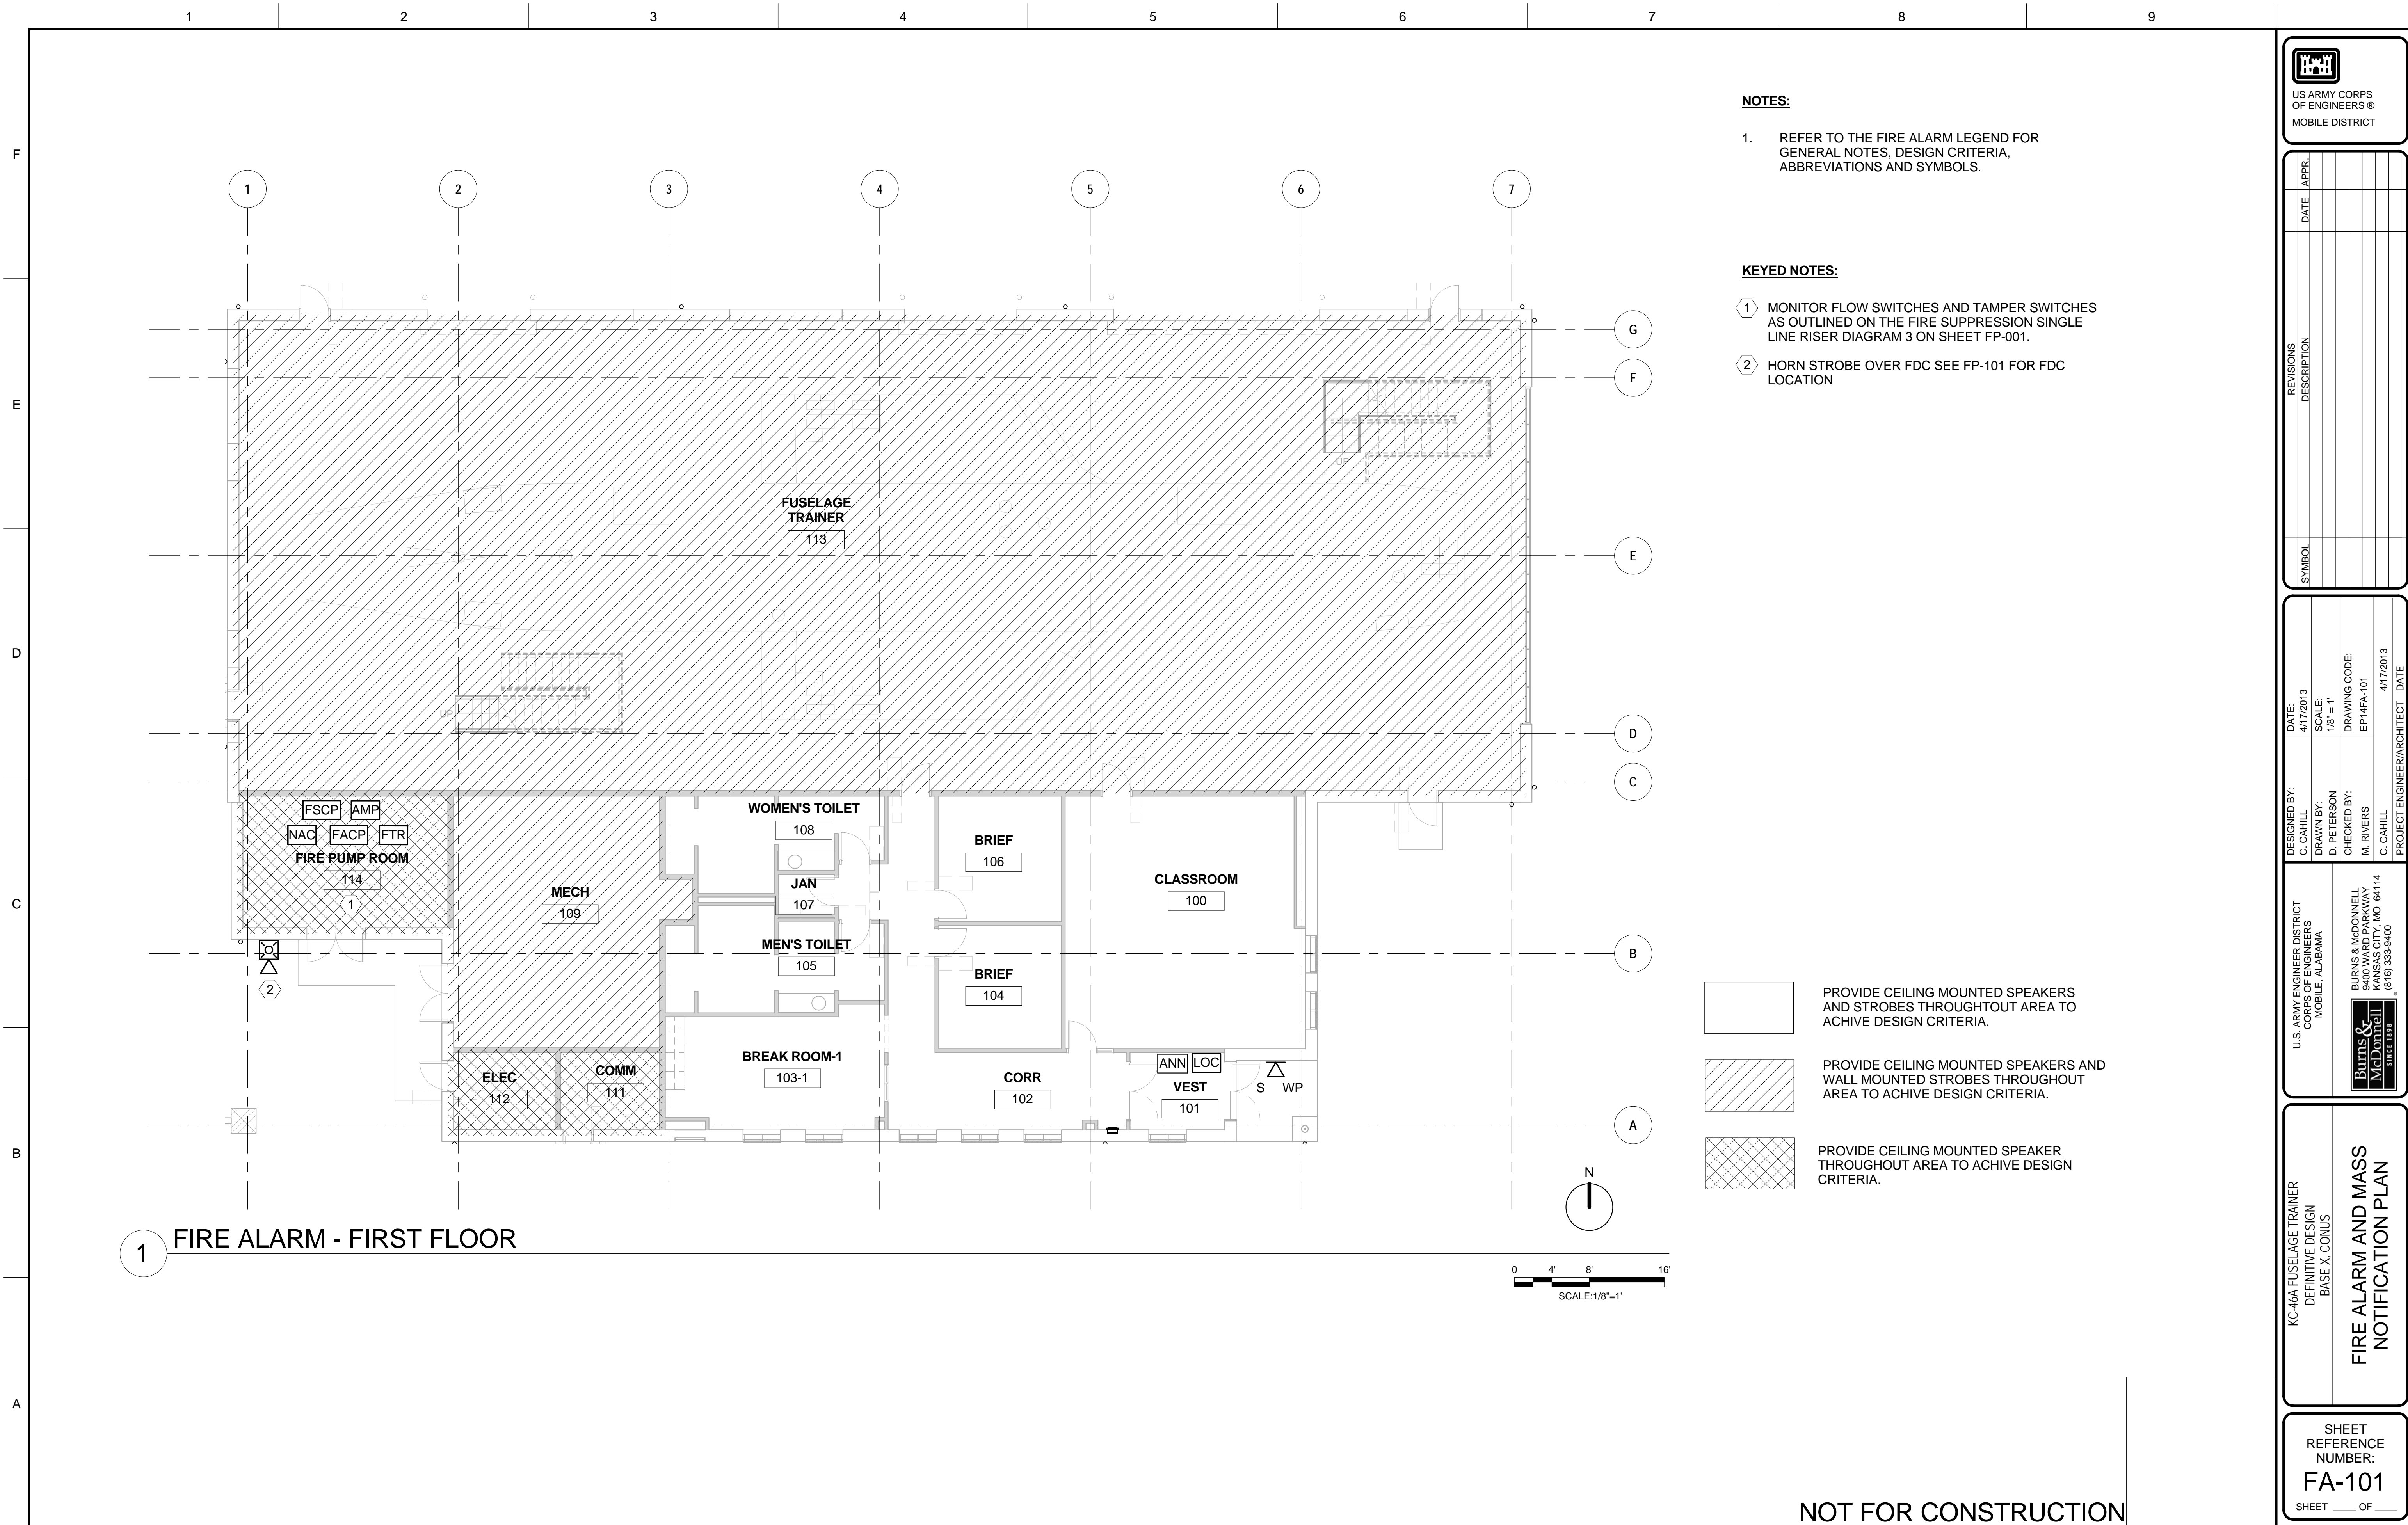 1 2 3 4 5 6 7 8 9
F
E
D
C
B
A
NOTES:
1. REFER TO THE FIRE ALARM LEGEND FOR
GENERAL NOTES, DESIGN CRITERIA,
ABBREVIATIONS AND SYMBOLS.
KEYED NOTES:
1 MONITOR FLOW SWITCHES AND TAMPER SWITCHES
AS OUTLINED ON THE FIRE SUPPRESSION SINGLE
LINE RISER DIAGRAM 3 ON SHEET FP-001.
2 HORN STROBE OVER FDC SEE FP-101 FOR FDC
LOCATION
1 2 3 4 5 6 7
G
F
E
D
C
B
A
UP
FUSELAGE
TRAINER
113
UP
FSCP AMP
NAC FACP FTR
FIRE PUMP ROOM
114
1
2
MECH
109
WOMEN'S TOILET
108
JAN
107
MEN'S TOILET
105
BRIEF
106
BRIEF
104
CLASSROOM
100
ELEC
112
COMM
111
BREAK ROOM-1
103-1
CORR
102
ANN LOC
VEST
101
S WP
PROVIDE CEILING MOUNTED SPEAKERS
AND STROBES THROUGHTOUT AREA TO
ACHIVE DESIGN CRITERIA.
PROVIDE CEILING MOUNTED SPEAKERS AND
WALL MOUNTED STROBES THROUGHOUT
AREA TO ACHIVE DESIGN CRITERIA.
PROVIDE CEILING MOUNTED SPEAKER
THROUGHOUT AREA TO ACHIVE DESIGN
CRITERIA.
N
1 FIRE ALARM - FIRST FLOOR
0 4' 8' 16'
SCALE:1/8"=1'
NOT FOR CONSTRUCTION
US ARMY CORPS
OF ENGINEERS ®
MOBILE DISTRICT
REVISIONS
SYMBOL DESCRIPTION DATE APPR.
DESIGNED BY:
C. CAHILL
DATE:
4/17/2013
DRAWN BY:
D. PETERSON
SCALE:
1/8" = 1'
CHECKED BY:
M. RIVERS
DRAWING CODE:
EP14FA-101
C. CAHILL 4/17/2013
PROJECT ENGINEER/ARCHITECT DATE
U.S. ARMY ENGINEER DISTRICT
CORPS OF ENGINEERS
MOBILE, ALABAMA
Burns &
McDonnell
SINCE 1898
BURNS & McDONNELL
9400 WARD PARKWAY
KANSAS CITY, MO 64114
(816) 333-9400
KC-46A FUSELAGE TRAINER
DEFINITIVE DESIGN
BASE X, CONUS
FIRE ALARM AND MASS
NOTIFICATION PLAN
SHEET
REFERENCE
NUMBER:
FA-101
SHEET ____ OF ____